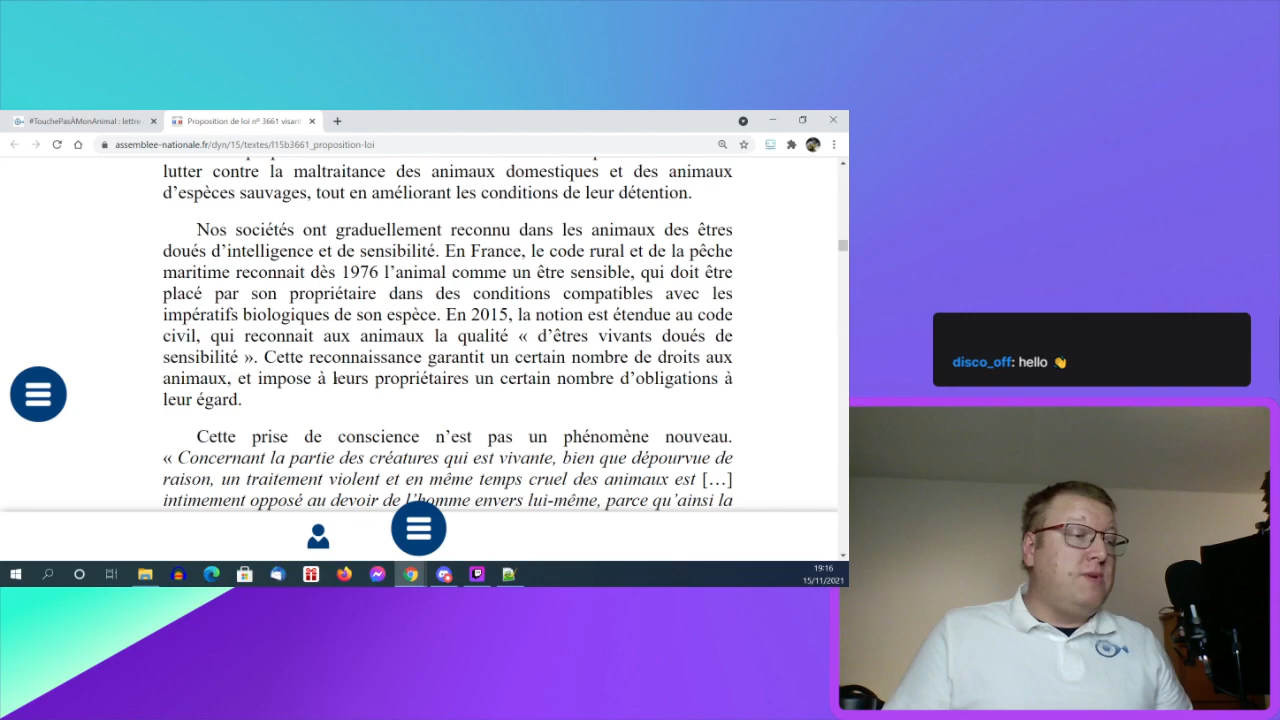 #TouchePasÀMonAnimal : lettre
Proposition de loi nº 3661 visant
assemblee-nationale.fr/dyn/15/textes/l15b3661_proposition-loi
lutter contre la maltraitance des animaux domestiques et des animaux
d'espèces sauvages, tout en améliorant les conditions de leur détention.
Nos sociétés ont graduellement reconnu dans les animaux des êtres
doués d'intelligence et de sensibilité. En France, le code rural et de la pêche
maritime reconnait dès 1976 l'animal comme un être sensible, qui doit être
placé par son propriétaire dans des conditions compatibles avec les
impératifs biologiques de son espèce. En 2015, la notion est étendue au code
civil, qui reconnait aux animaux la qualité « d'êtres vivants doués de
sensibilité ». Cette reconnaissance garantit un certain nombre de droits aux
animaux, et impose à leurs propriétaires un certain nombre d'obligations à
leur égard.
Cette prise de conscience n'est pas un phénomène nouveau.
« Concernant la partie des créatures qui est vivante, bien que dépourvue de
raison, un traitement violent et en même temps cruel des animaux est […]
intimement opposé au devoir de l'homme envers lui-même, parce qu'ainsi la
19:16
15/11/2021
disco_off: hello 👋